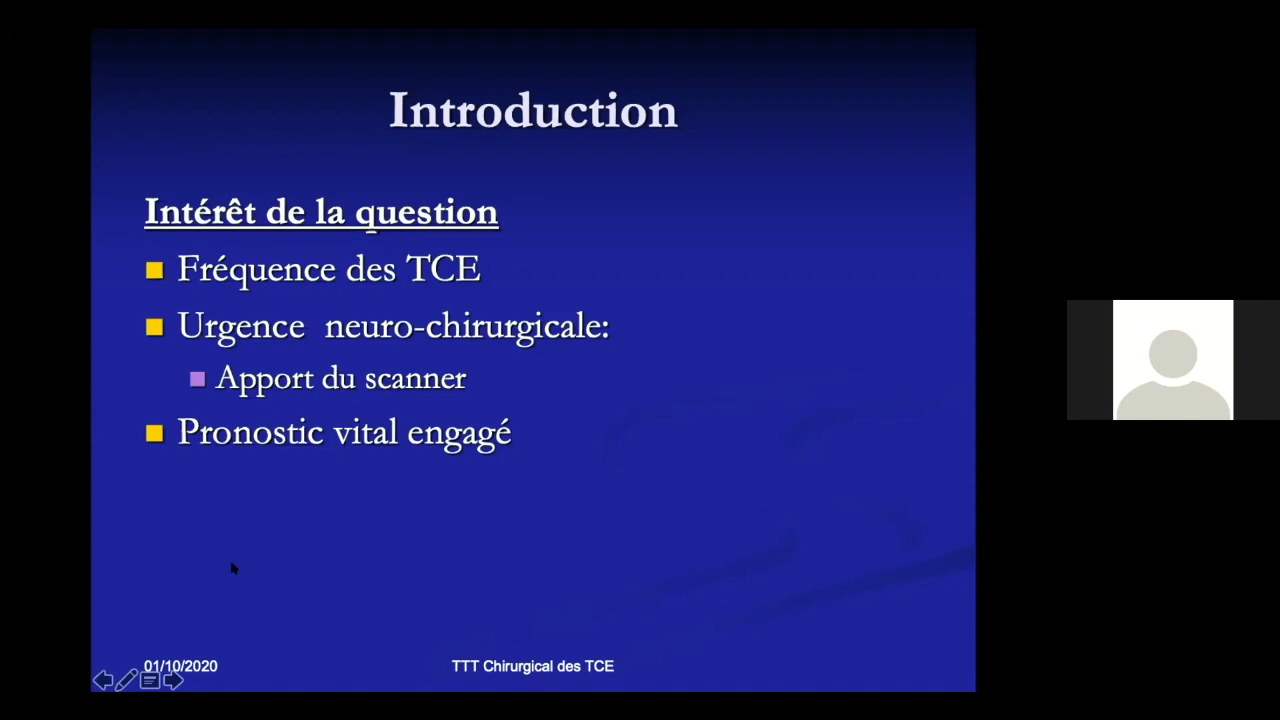 Introduction
Intérêt de la question
Fréquence des TCE
Urgence neuro-chirurgicale:
Apport du scanner
Pronostic vital engagé
01/10/2020
TTT Chirurgical des TCE